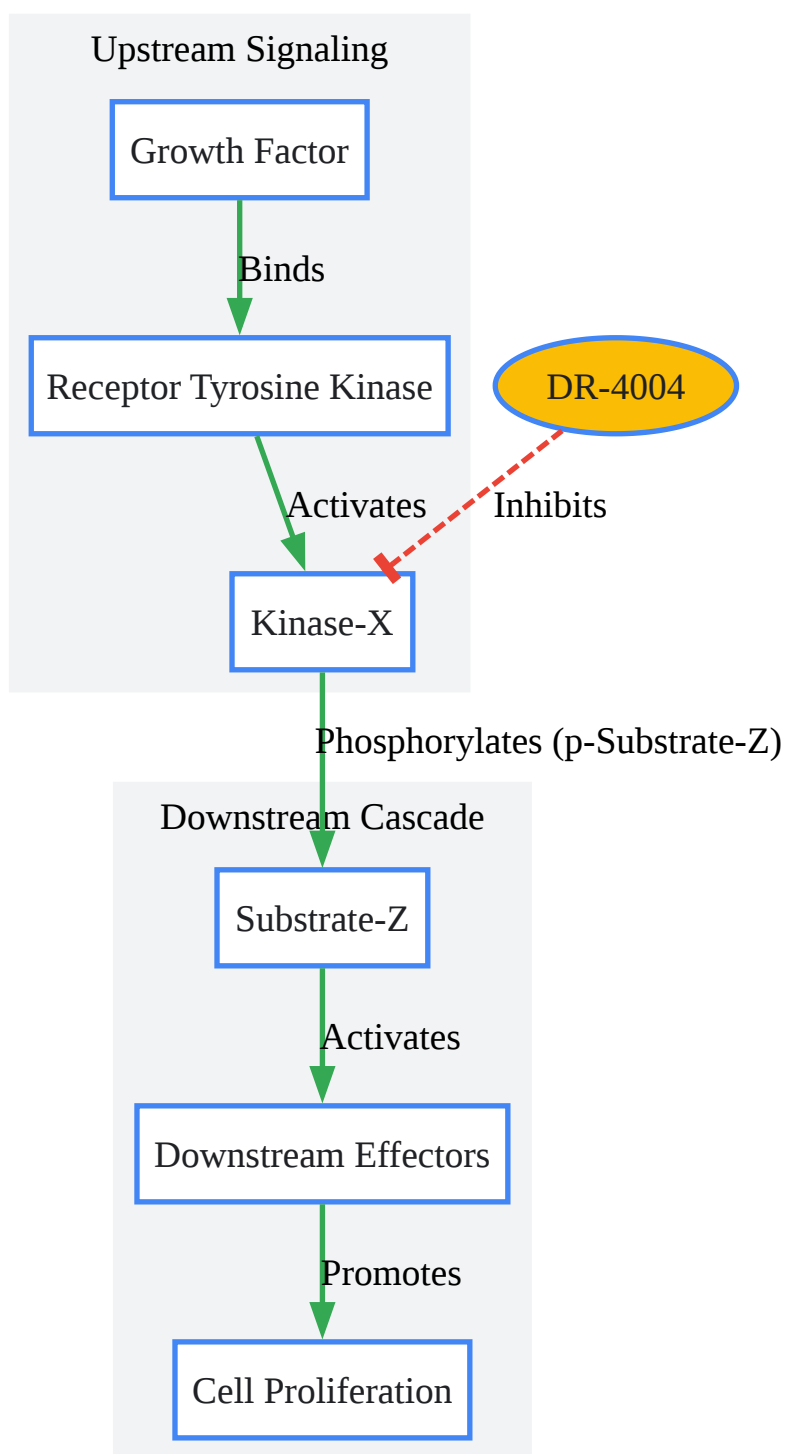 Upstream Signaling
Growth Factor
Binds
Receptor Tyrosine Kinase
DR-4004
Activates
Inhibits
Kinase-X
Phosphorylates (p-Substrate-Z)
Downstream Cascade
Substrate-Z
Activates
Downstream Effectors
Promotes
Cell Proliferation